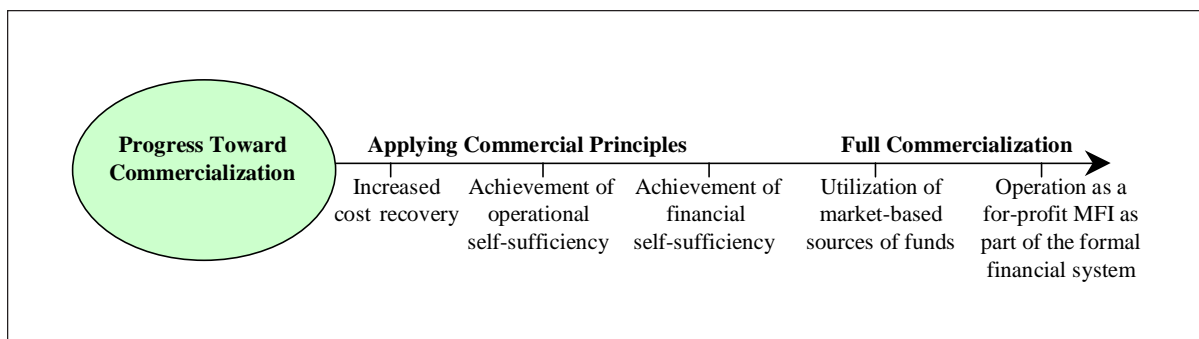 Progress Toward
Commercialization
Applying Commercial Principles
Full Commercialization
Increased
cost recovery
Achievement of
operational
self-sufficiency
Achievement of
financial
self-sufficiency
Utilization of
market-based
sources of funds
Operation as a
for-profit MFI as
part of the formal
financial system